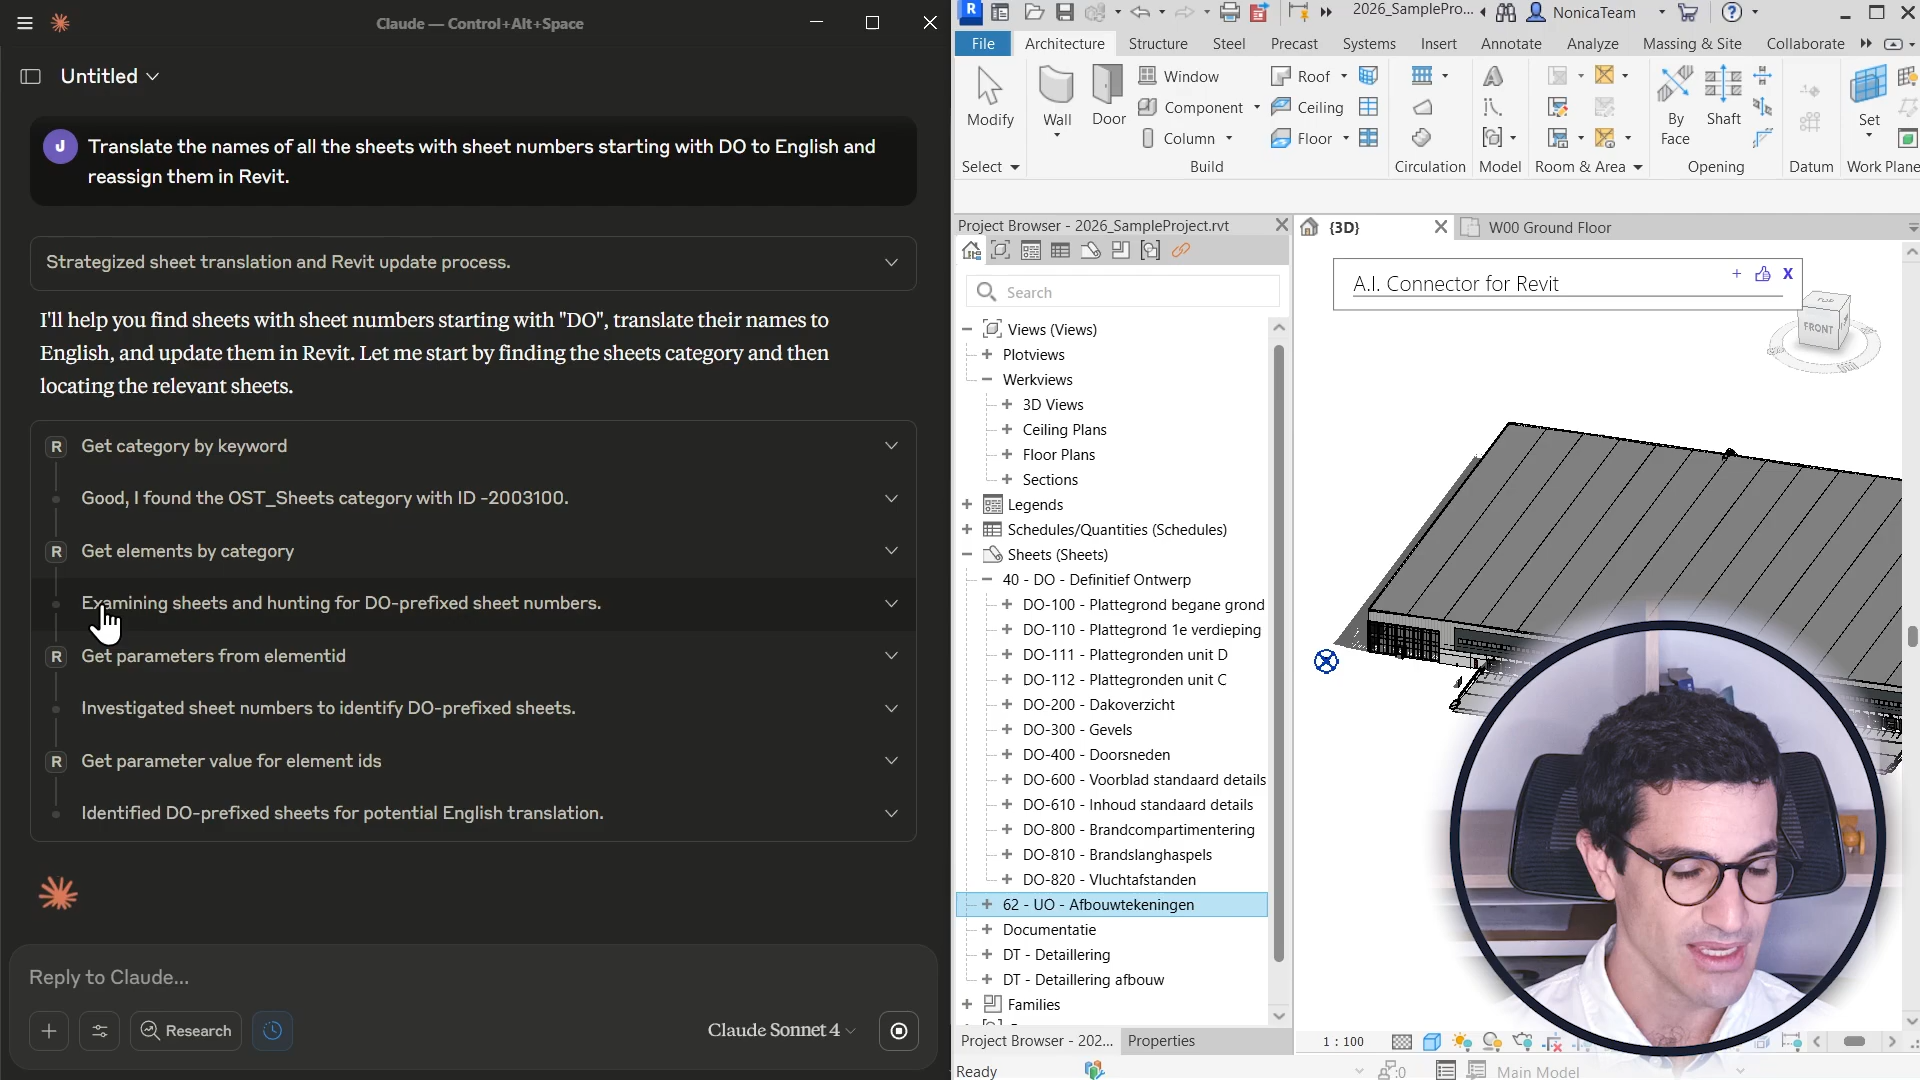 Claude — Control+Alt+Space
Untitled
J
Translate the names of all the sheets with sheet numbers starting with DO to English and
reassign them in Revit.
Strategized sheet translation and Revit update process.
I'll help you find sheets with sheet numbers starting with "DO", translate their names to
English, and update them in Revit. Let me start by finding the sheets category and then
locating the relevant sheets.
R Get category by keyword
Good, I found the OST_Sheets category with ID -2003100.
R Get elements by category
Examining sheets and hunting for DO-prefixed sheet numbers.
R Get parameters from elementid
Investigated sheet numbers to identify DO-prefixed sheets.
R Get parameter value for element ids
Identified DO-prefixed sheets for potential English translation.
Reply to Claude...
Research
Claude Sonnet 4
R 2026_SamplePro... NonicaTeam
File Architecture Structure Steel Precast Systems Insert Annotate Analyze Massing & Site Collaborate
Modify Wall Door Window Component Column Roof Ceiling Floor By Face Shaft Set
Select Build Circulation Model Room & Area Opening Datum Work Plane
Project Browser - 2026_SampleProject.rvt
Search
Views (Views)
Plotviews
Werkviews
3D Views
Ceiling Plans
Floor Plans
Sections
Legends
Schedules/Quantities (Schedules)
Sheets (Sheets)
40 - DO - Definitief Ontwerp
DO-100 - Plattegrond begane grond
DO-110 - Plattegrond 1e verdieping
DO-111 - Plattegronden unit D
DO-112 - Plattegronden unit C
DO-200 - Dakoverzicht
DO-300 - Gevels
DO-400 - Doorsneden
DO-600 - Voorblad standaard details
DO-610 - Inhoud standaard details
DO-800 - Brandcompartimentering
DO-810 - Brandslanghaspels
DO-820 - Vluchtafstanden
62 - UO - Afbouwtekeningen
Documentatie
DT - Detaillering
DT - Detaillering afbouw
Families
Project Browser - 202... Properties
Ready
{3D} W00 Ground Floor
A.I. Connector for Revit + X
FRONT
1 : 100
:0 Main Model